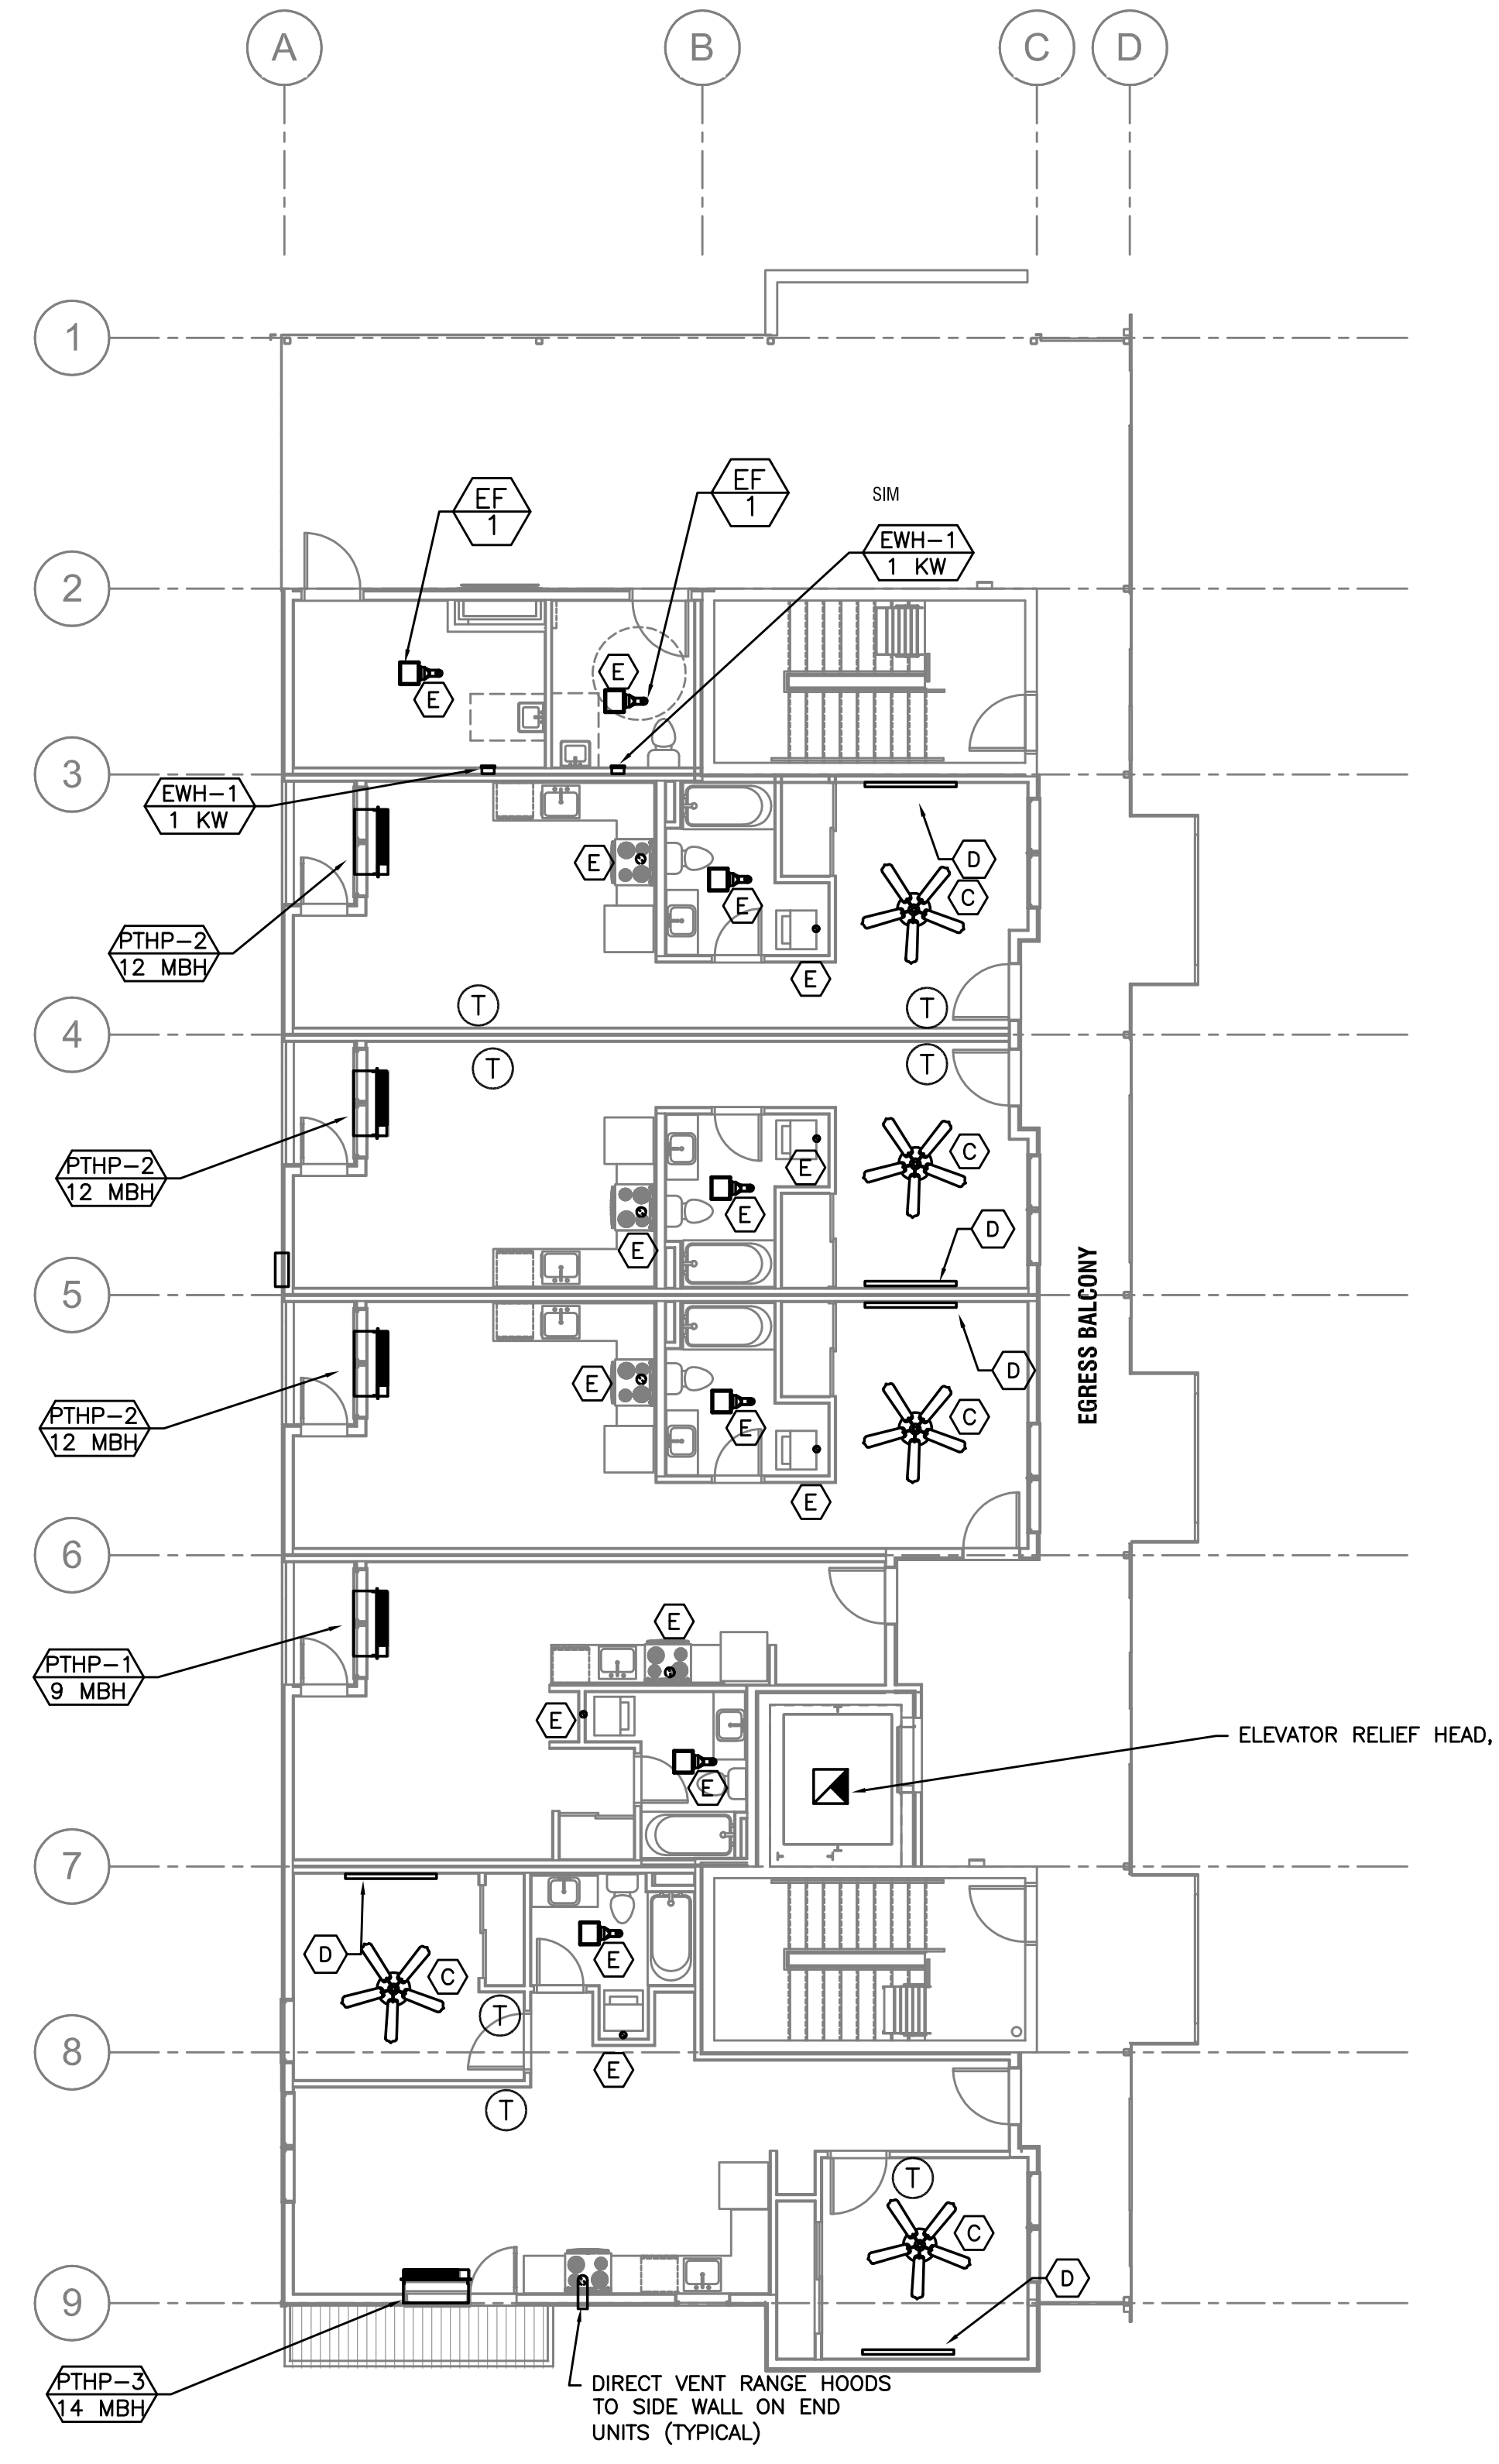 A
B
C
D
1
EF
1
EF
1
SIM
EWH-1
1 KW
2
E
E
3
EWH-1
1 KW
E
D
C
E
PTHP-2
12 MBH
E
T
T
4
T
T
C
PTHP-2
12 MBH
E
E
D
E
EGRESS BALCONY
5
D
E
C
PTHP-2
12 MBH
E
E
6
E
PTHP-1
9 MBH
E
ELEVATOR RELIEF HEAD,
E
7
D
E
C
T
8
E
T
T
C
D
9
PTHP-3
14 MBH
DIRECT VENT RANGE HOODS
TO SIDE WALL ON END
UNITS (TYPICAL)